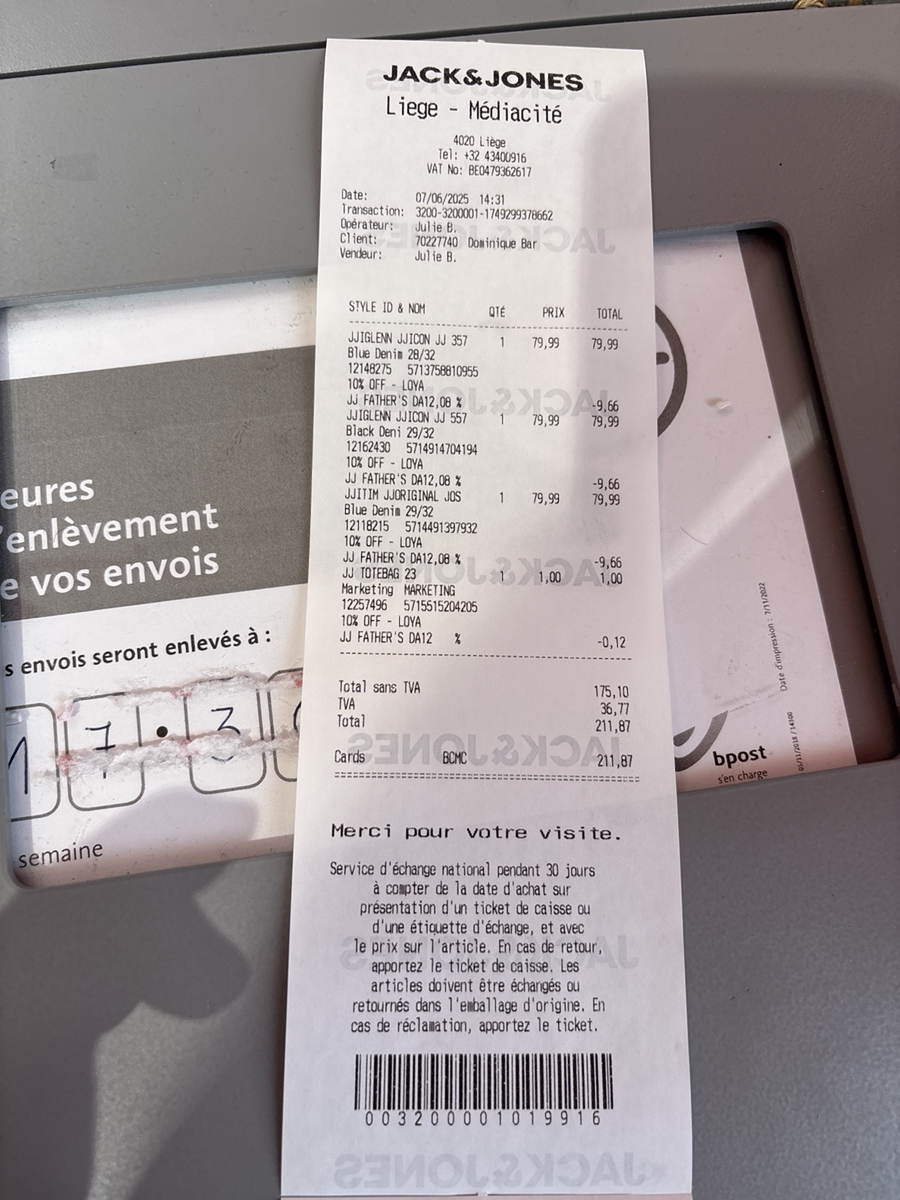 JACK&JONES
Liege - Médiacité
4020 Liège
Tel: +32 43400916
VAT No: BE0479362617
Date: 07/06/2025 14:31
Transaction: 3200-3200001-1749299378662
Opérateur: Julie B.
Client: 70227740 Dominique Bar
Vendeur: Julie B.
STYLE ID & NOM QTÉ PRIX TOTAL
JJIGLENN JJICON JJ 357 1 79,99 79,99
Blue Denim 28/32
12148275 5713758810955
10% OFF - LOYA
JJ FATHER'S DA12,08 % -9,66
JJIGLENN JJICON JJ 557 1 79,99 79,99
Black Deni 29/32
12162430 5714914704194
10% OFF - LOYA
JJ FATHER'S DA12,08 % -9,66
JJITIM JJORIGINAL JOS 1 79,99 79,99
Blue Denim 29/32
12118215 5714491397932
10% OFF - LOYA
JJ FATHER'S DA12,08 % -9,66
JJ TOTEBAG 23 1 1,00 1,00
Marketing MARKETING
12257496 5715515204205
10% OFF - LOYA
JJ FATHER'S DA12 % -0,12
Total sans TVA 175,10
TVA 36,77
Total 211,87
Cards BCMC 211,87
Merci pour votre visite.
Service d'échange national pendant 30 jours
à compter de la date d'achat sur
présentation d'un ticket de caisse ou
d'une étiquette d'échange, et avec
le prix sur l'article. En cas de retour,
apportez le ticket de caisse. Les
articles doivent être échangés ou
retournés dans l'emballage d'origine. En
cas de réclamation, apportez le ticket.
0032000001019916
eures
'enlèvement
e vos envois
s envois seront enlevés à :
17 . 3
semaine
bpost
s'en charge
Date d'impression : 7/11/2022